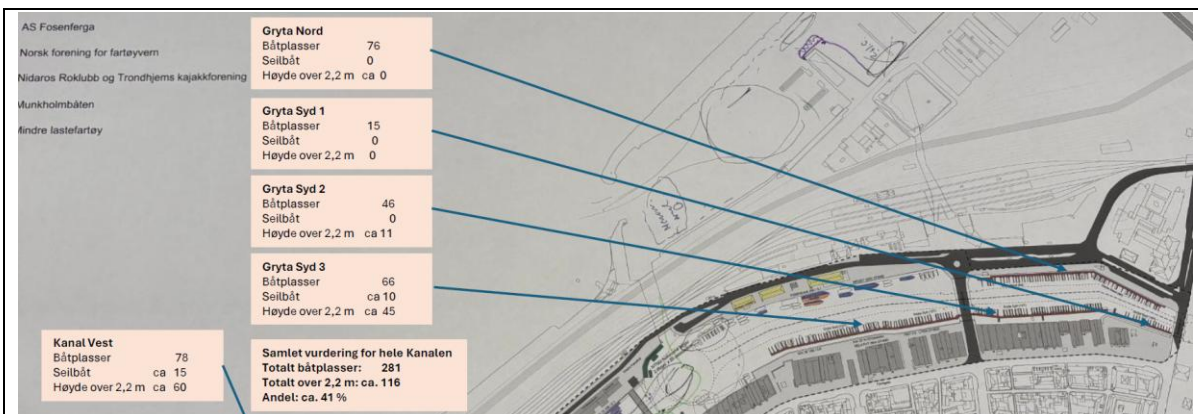 AS Fosenferga
Norsk forening for fartøyvern
Nidaros Roklubb og Trondhjems kajakkforening
Munkholmbåten
Mindre lastefartøy
Gryta Nord
Båtplasser 76
Seilbåt 0
Høyde over 2,2 m ca 0
Gryta Syd 1
Båtplasser 15
Seilbåt 0
Høyde over 2,2 m 0
Gryta Syd 2
Båtplasser 46
Seilbåt 0
Høyde over 2,2 m ca 11
Gryta Syd 3
Båtplasser 66
Seilbåt ca 10
Høyde over 2,2 m ca 45
Kanal Vest
Båtplasser 78
Seilbåt ca 15
Høyde over 2,2 m ca 60
Samlet vurdering for hele Kanalen
Totalt båtplasser: 281
Totalt over 2,2 m: ca. 116
Andel: ca. 41 %